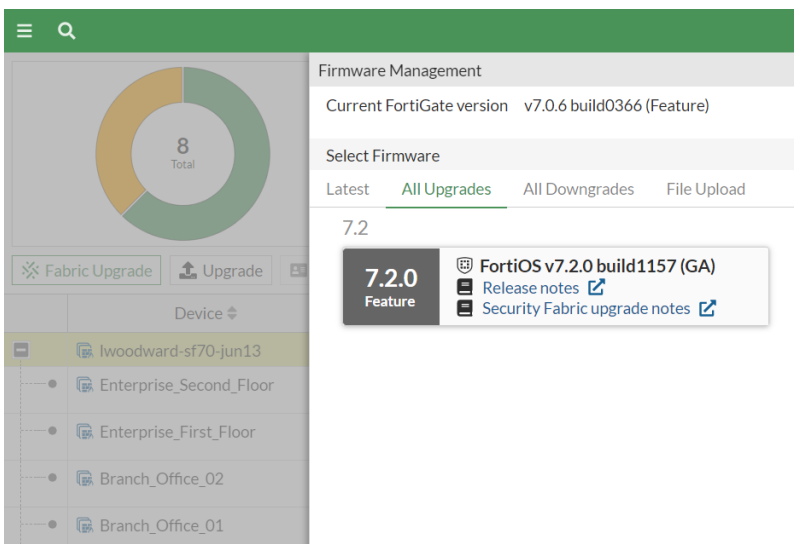 8
Total
Fabric Upgrade
Upgrade
Device
lwoodward-sf70-jun13
Enterprise_Second_Floor
Enterprise_First_Floor
Branch_Office_02
Branch_Office_01
Firmware Management
Current FortiGate version v7.0.6 build0366 (Feature)
Select Firmware
Latest All Upgrades All Downgrades File Upload
7.2
7.2.0
Feature
FortiOS v7.2.0 build1157 (GA)
Release notes
Security Fabric upgrade notes